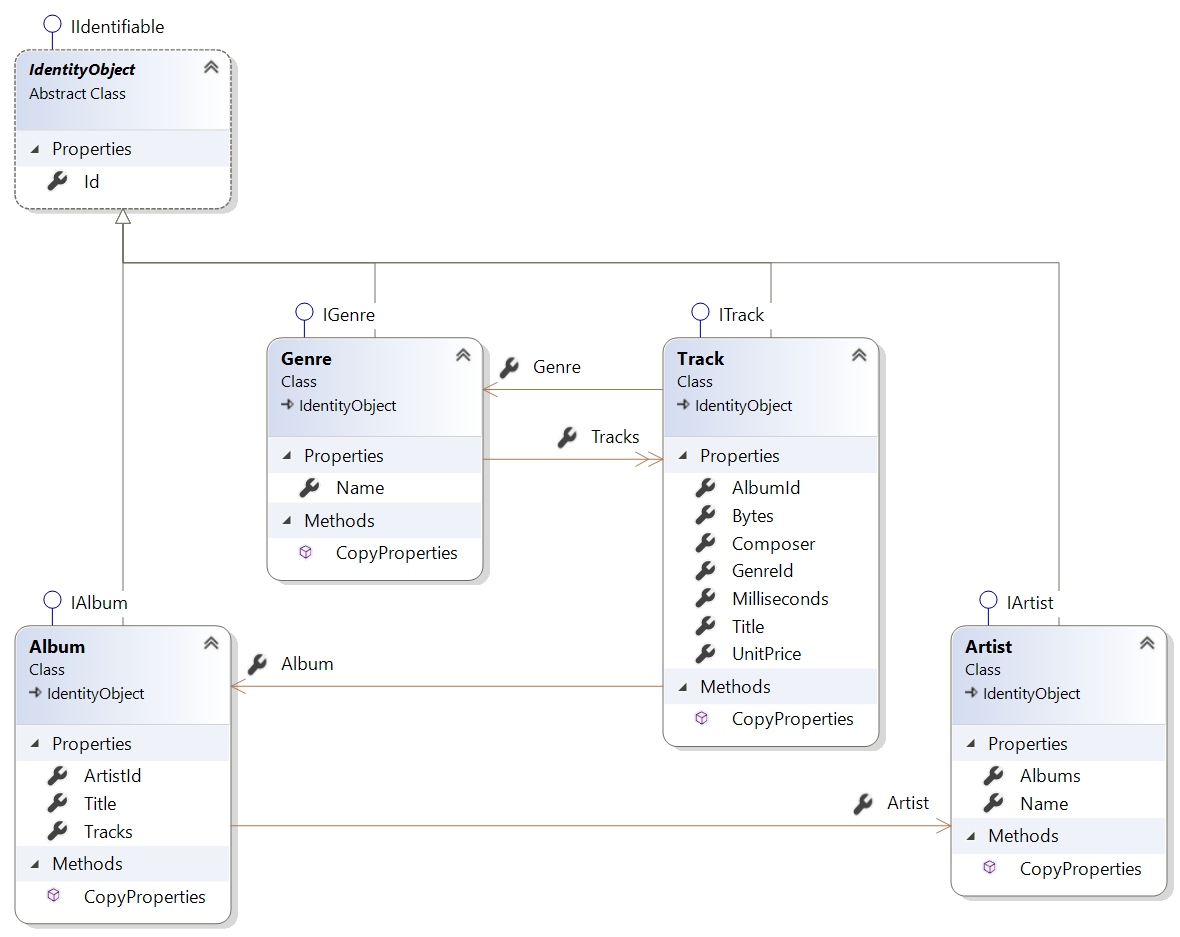 IIdentifiable
IdentityObject
Abstract Class
Properties
Id
IGenre
Genre
Class
IdentityObject
Properties
Name
Methods
CopyProperties
Genre
Tracks
ITrack
Track
Class
IdentityObject
Properties
AlbumId
Bytes
Composer
GenreId
Milliseconds
Title
UnitPrice
Methods
CopyProperties
IAlbum
Album
Class
IdentityObject
Properties
ArtistId
Title
Tracks
Methods
CopyProperties
Album
Artist
IArtist
Artist
Class
IdentityObject
Properties
Albums
Name
Methods
CopyProperties